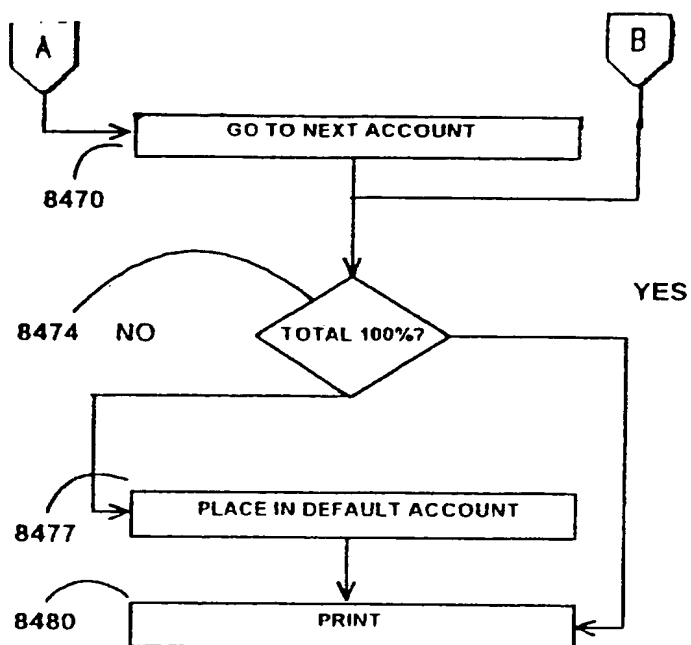 A
B
GO TO NEXT ACCOUNT
8470
YES
8474
NO
TOTAL 100%?
PLACE IN DEFAULT ACCOUNT
8477
8480
PRINT